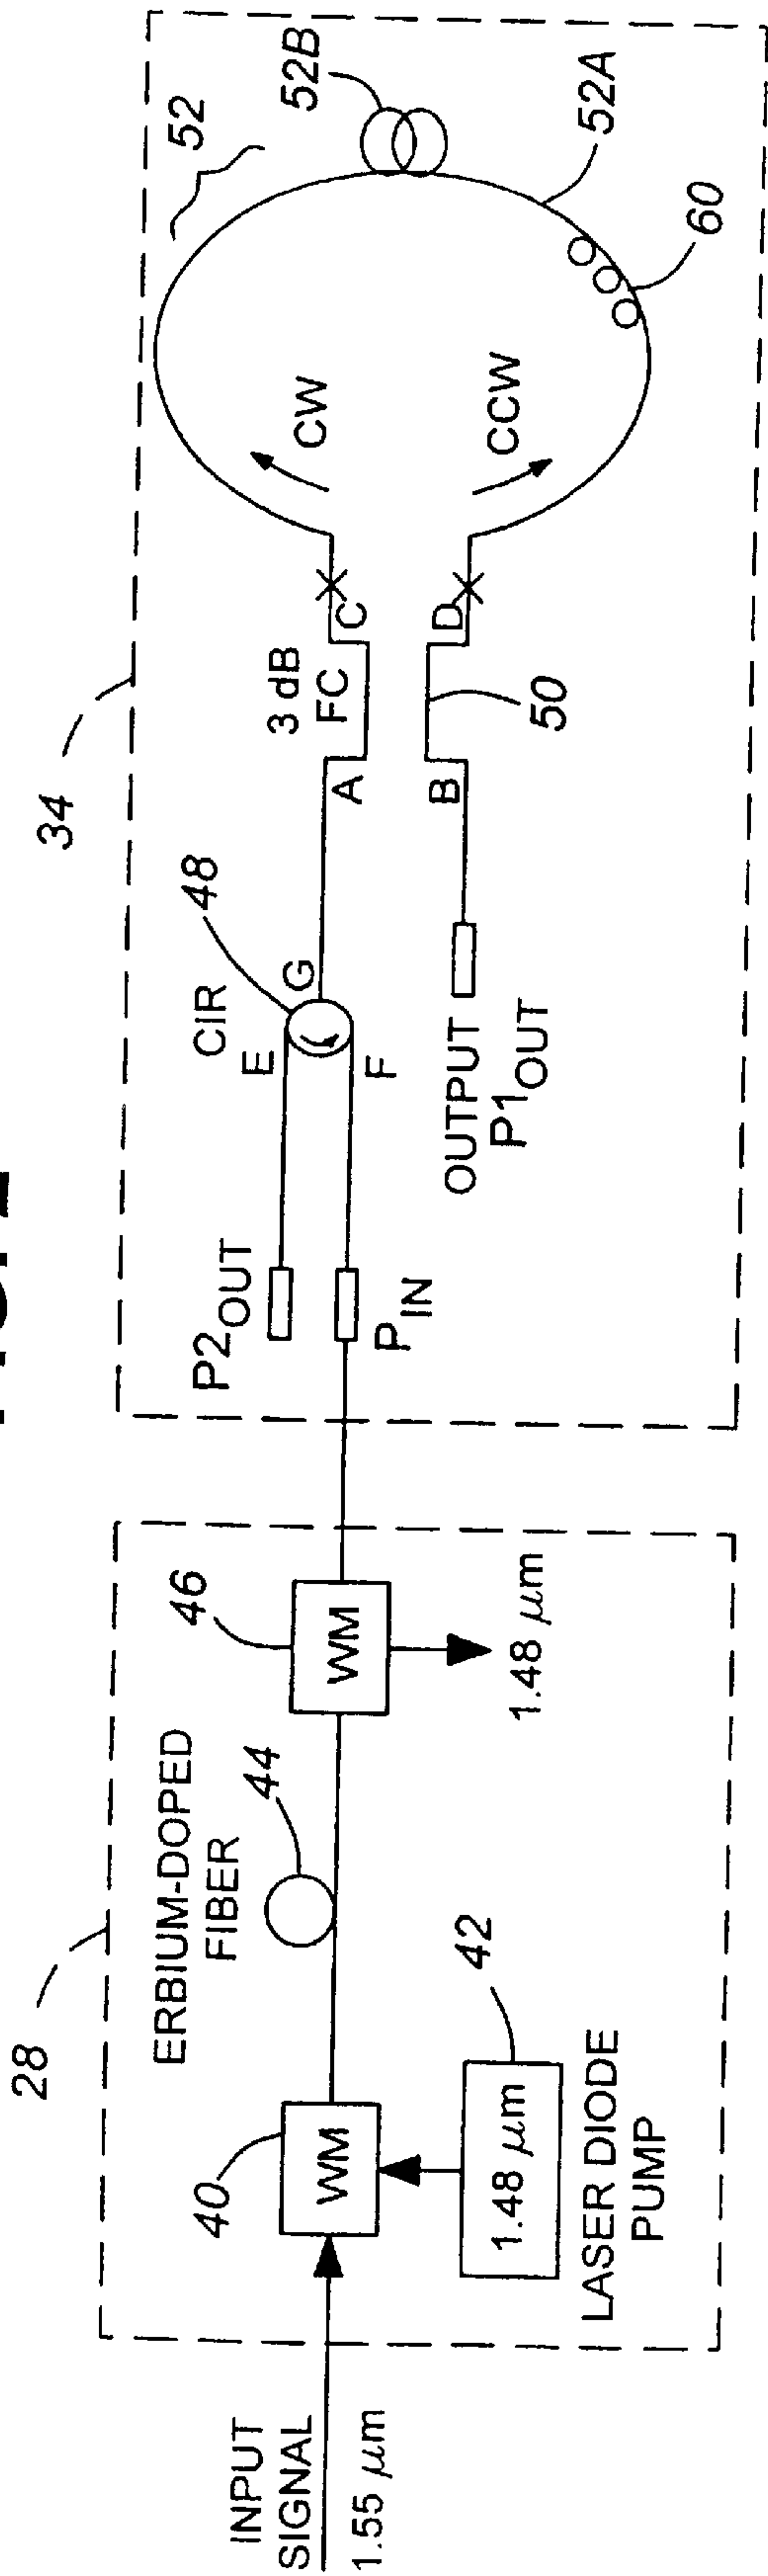 28
INPUT
SIGNAL
1.55 μm
40
WM
1.48 μm
42
LASER DIODE
PUMP
ERBIUM-DOPED
FIBER
44
46
WM
1.48 μm
34
P2OUT
PIN
CIR
48
E
F
G
OUTPUT
P1OUT
A
B
3 dB
FC
C
D
50
CW
CCW
52
52B
52A
60